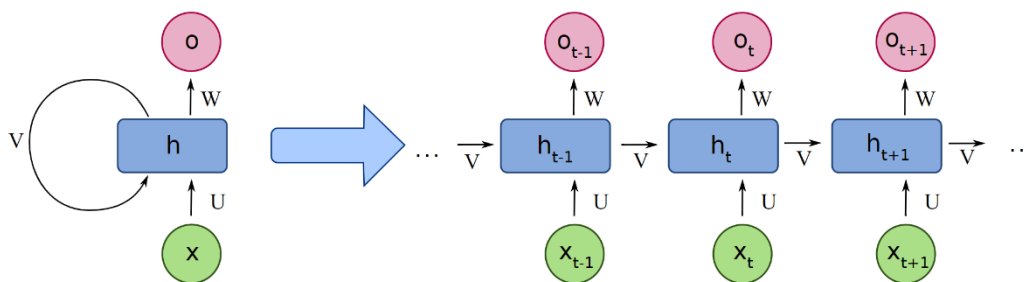 o o_{t-1} o_t o_{t+1}
W W W W
V h ... V h_{t-1} V h_t V h_{t+1} V ..
U U U U
x x_{t-1} x_t x_{t+1}